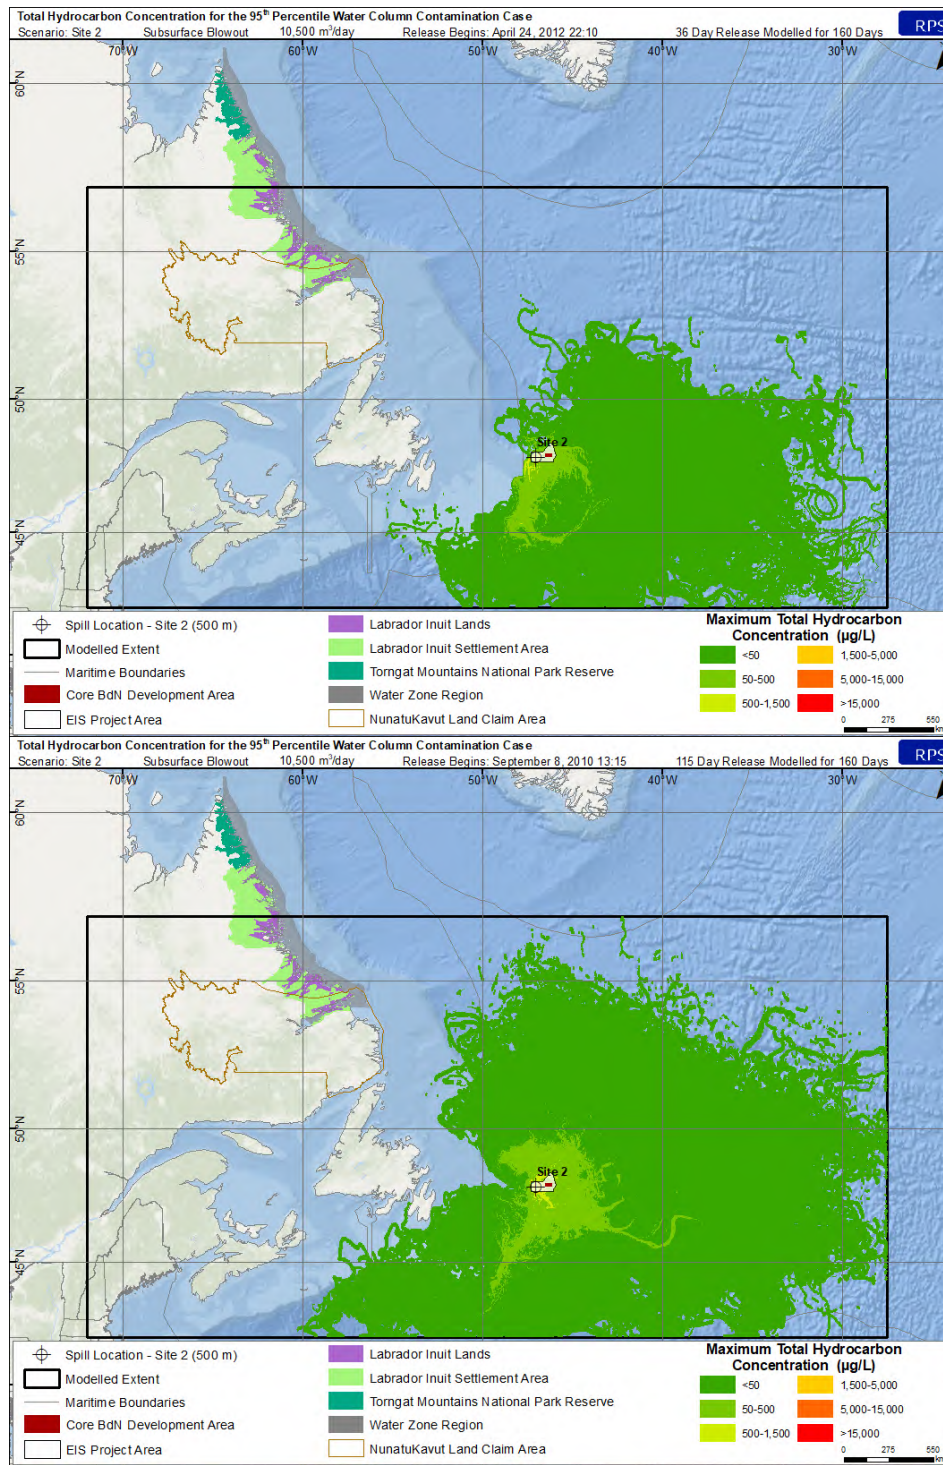 Total Hydrocarbon Concentration for the 95th Percentile Water Column Contamination Case
Scenario: Site 2 Subsurface Blowout 10,500 m³/day Release Begins: April 24, 2012 22:10 36 Day Release Modelled for 160 Days
RPS
70°W 60°W 50°W 40°W 30°W
60°N
55°N
50°N
Site 2
45°N
Spill Location - Site 2 (500 m)
Modelled Extent
Maritime Boundaries
Core BdN Development Area
EIS Project Area
Labrador Inuit Lands
Labrador Inuit Settlement Area
Torngat Mountains National Park Reserve
Water Zone Region
NunatuKavut Land Claim Area
Maximum Total Hydrocarbon
Concentration (µg/L)
<50 1,500-5,000
50-500 5,000-15,000
500-1,500 >15,000
0 275 550
km
Total Hydrocarbon Concentration for the 95th Percentile Water Column Contamination Case
Scenario: Site 2 Subsurface Blowout 10,500 m³/day Release Begins: September 8, 2010 13:15 115 Day Release Modelled for 160 Days
RPS
70°W 60°W 50°W 40°W 30°W
60°N
55°N
50°N
Site 2
45°N
Spill Location - Site 2 (500 m)
Modelled Extent
Maritime Boundaries
Core BdN Development Area
EIS Project Area
Labrador Inuit Lands
Labrador Inuit Settlement Area
Torngat Mountains National Park Reserve
Water Zone Region
NunatuKavut Land Claim Area
Maximum Total Hydrocarbon
Concentration (µg/L)
<50 1,500-5,000
50-500 5,000-15,000
500-1,500 >15,000
0 275 550
km